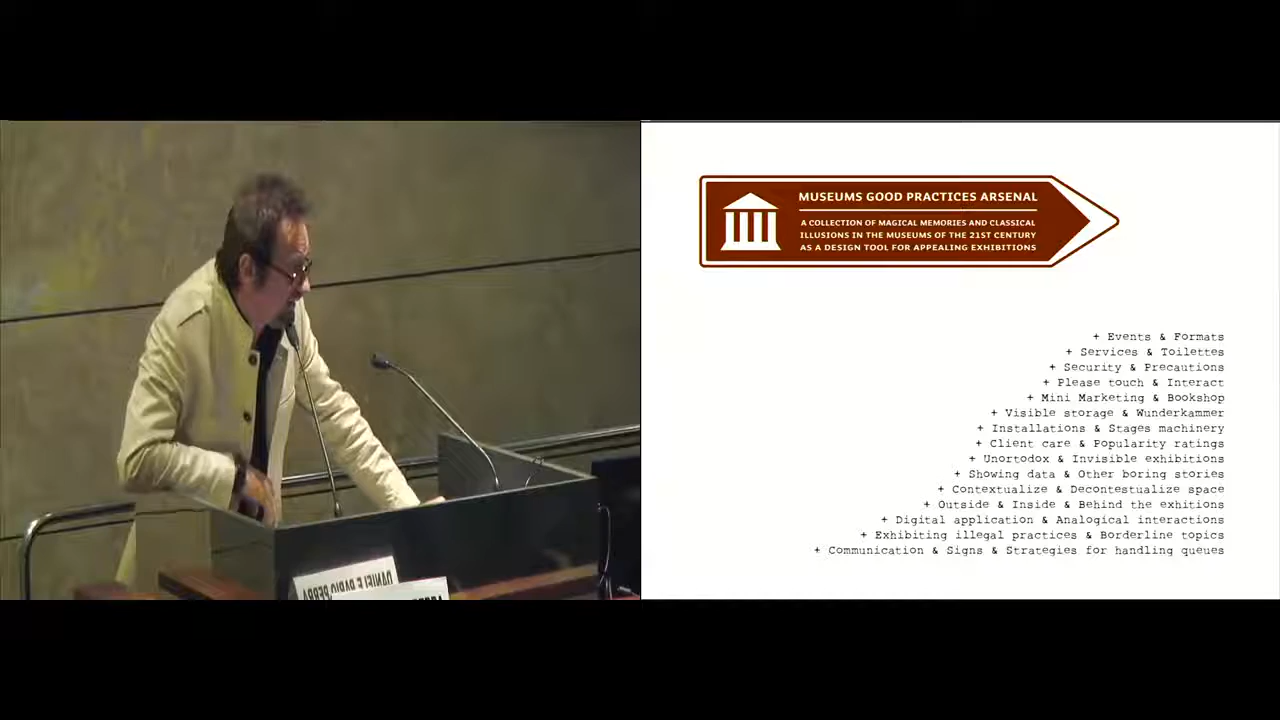 MUSEUMS GOOD PRACTICES ARSENAL
A COLLECTION OF MAGICAL MEMORIES AND CLASSICAL
ILLUSIONS IN THE MUSEUMS OF THE 21ST CENTURY
AS A DESIGN TOOL FOR APPEALING EXHIBITIONS
+ Events & Formats
+ Services & Toilettes
+ Security & Precautions
+ Please touch & Interact
+ Mini Marketing & Bookshop
+ Visible storage & Wunderkammer
+ Installations & Stages machinery
+ Client care & Popularity ratings
+ Unortodox & Invisible exhibitions
+ Showing data & Other boring stories
+ Contextualize & Decontestualize space
+ Outside & Inside & Behind the exhitions
+ Digital application & Analogical interactions
+ Exhibiting illegal practices & Borderline topics
+ Communication & Signs & Strategies for handling queues